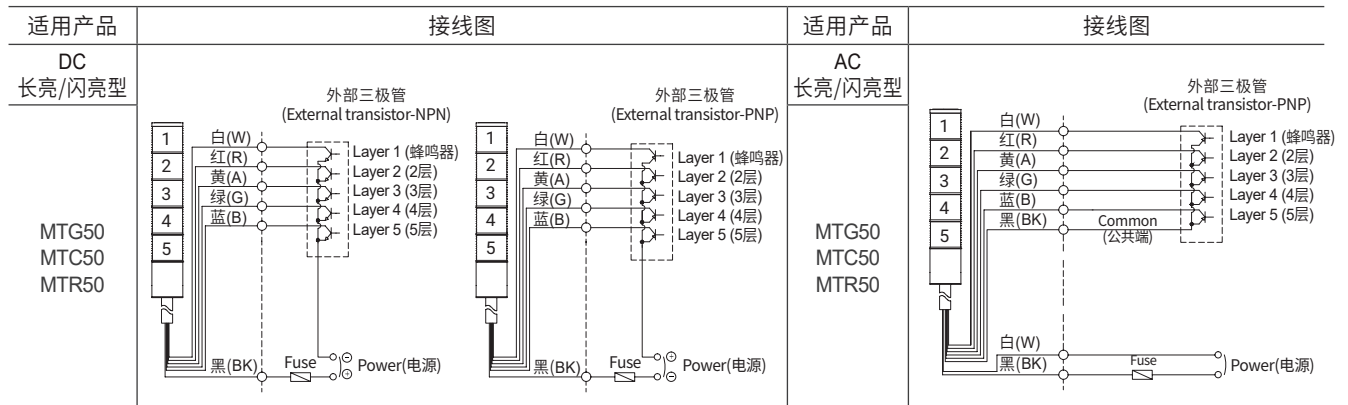 适用产品
接线图
适用产品
接线图
DC
长亮/闪亮型
MTG50
MTC50
MTR50
外部三极管
(External transistor-NPN)
1
2
3
4
5
白(W)
红(R)
黄(A)
绿(G)
蓝(B)
Layer 1 (蜂鸣器)
Layer 2 (2层)
Layer 3 (3层)
Layer 4 (4层)
Layer 5 (5层)
黑(BK)
Fuse
⊖
⊕
Power(电源)
外部三极管
(External transistor-PNP)
1
2
3
4
5
白(W)
红(R)
黄(A)
绿(G)
蓝(B)
Layer 1 (蜂鸣器)
Layer 2 (2层)
Layer 3 (3层)
Layer 4 (4层)
Layer 5 (5层)
黑(BK)
Fuse
⊕
⊖
Power(电源)
AC
长亮/闪亮型
MTG50
MTC50
MTR50
外部三极管
(External transistor-PNP)
1
2
3
4
5
白(W)
红(R)
黄(A)
绿(G)
蓝(B)
黑(BK)
Common
(公共端)
Layer 1 (蜂鸣器)
Layer 2 (2层)
Layer 3 (3层)
Layer 4 (4层)
Layer 5 (5层)
白(W)
黑(BK)
Fuse
Power(电源)